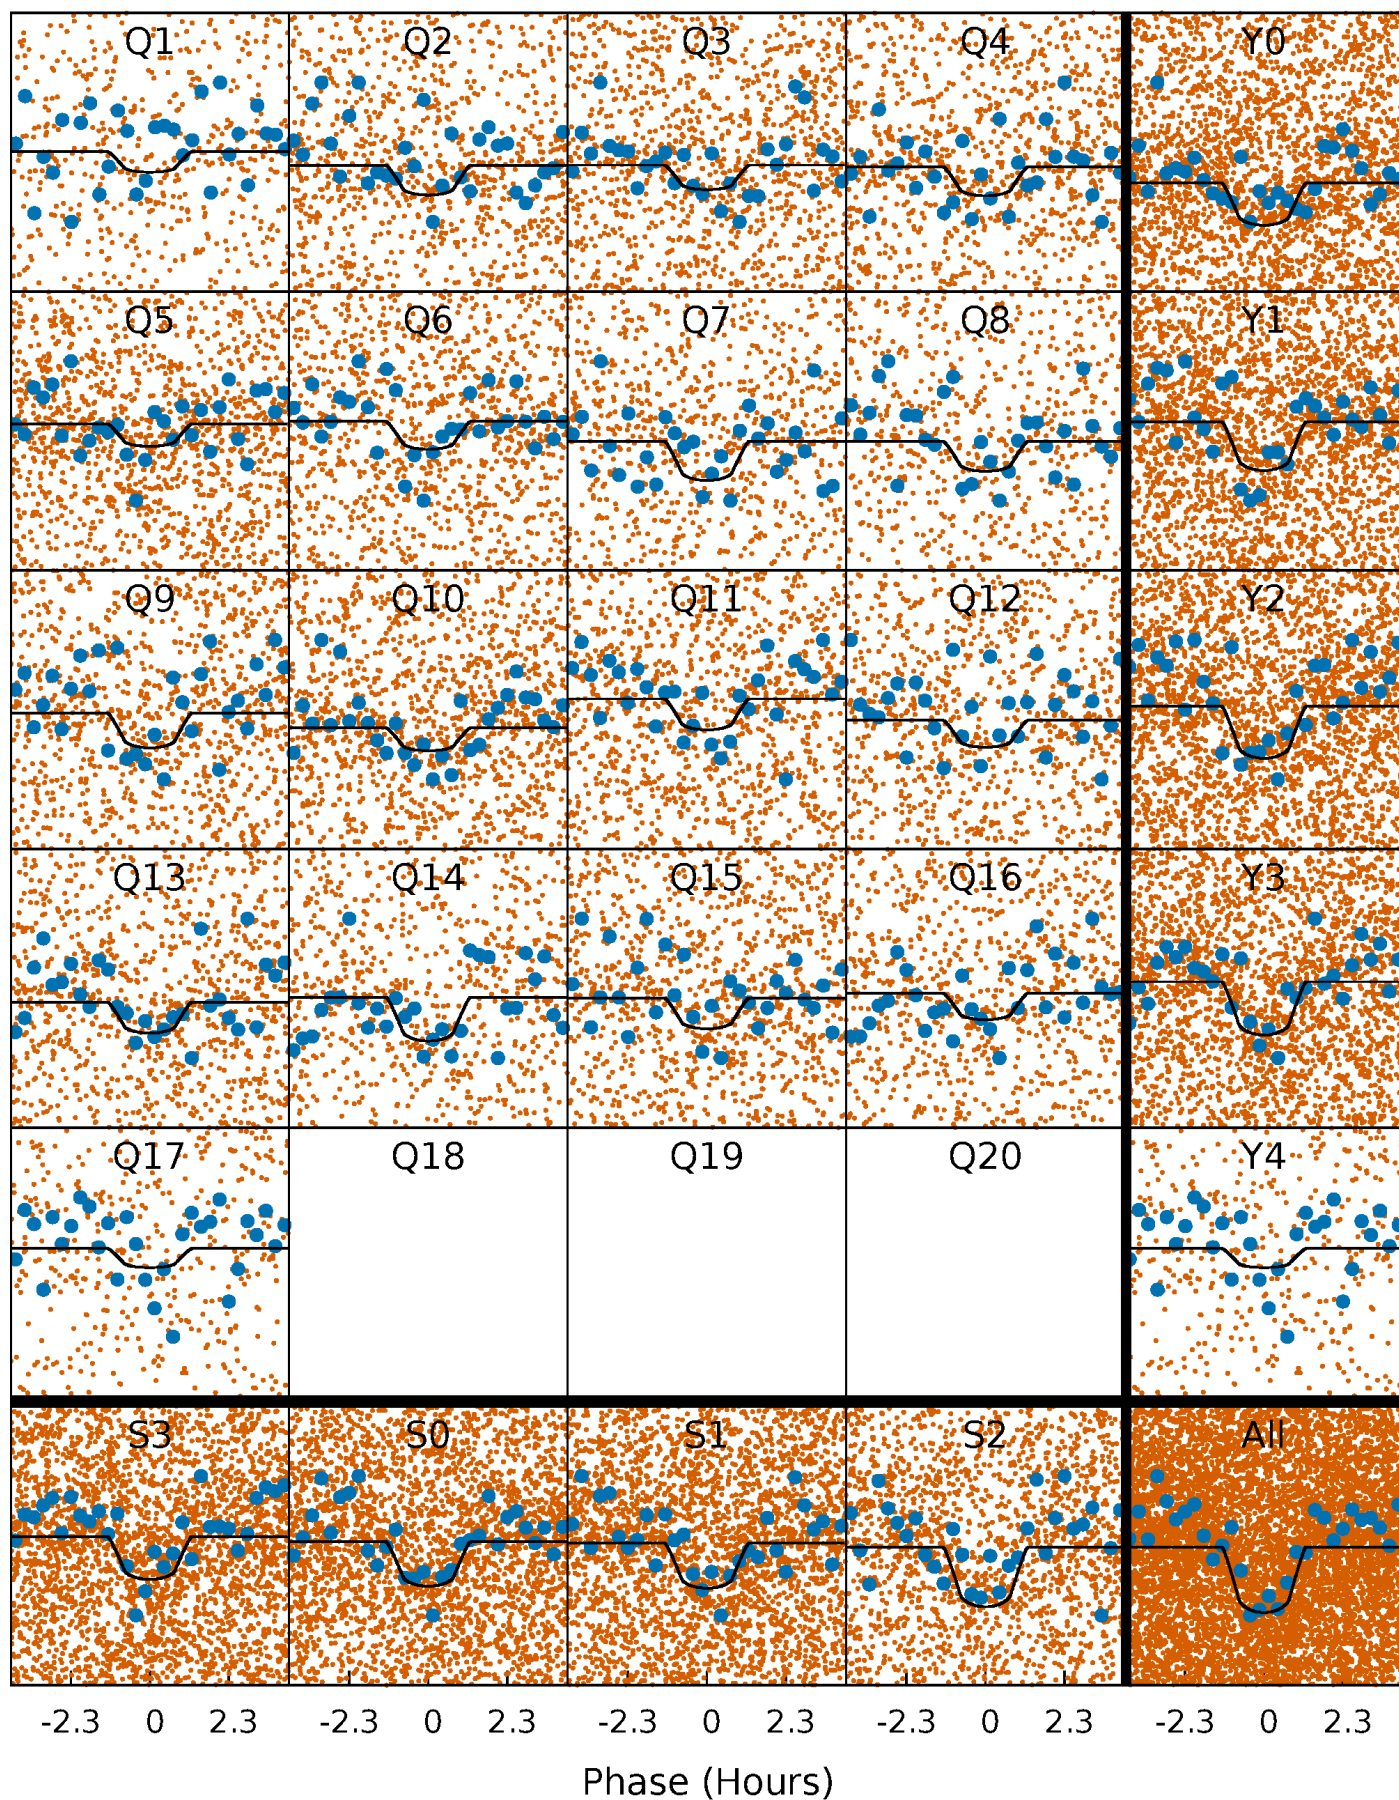 Q1 Q2 Q3 Q4 Y0
Q5 Q6 Q7 Q8 Y1
Q9 Q10 Q11 Q12 Y2
Q13 Q14 Q15 Q16 Y3
Q17 Q18 Q19 Q20 Y4
S3 S0 S1 S2 All
-2.3 0 2.3 -2.3 0 2.3 -2.3 0 2.3 -2.3 0 2.3 -2.3 0 2.3
Phase (Hours)